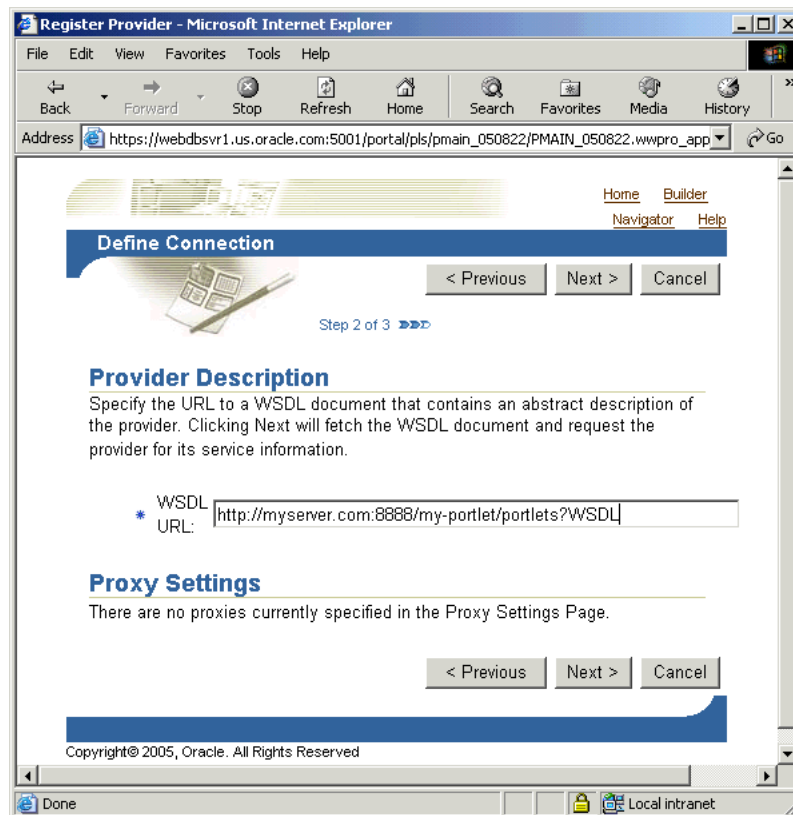 Register Provider - Microsoft Internet Explorer
File Edit View Favorites Tools Help
Back Forward Stop Refresh Home Search Favorites Media History »
Address https://webdbsvr1.us.oracle.com:5001/portal/pls/pmain_050822/PMAIN_050822.wwpro_app Go
Home Builder
Navigator Help
Define Connection
< Previous Next > Cancel
Step 2 of 3
Provider Description
Specify the URL to a WSDL document that contains an abstract description of
the provider. Clicking Next will fetch the WSDL document and request the
provider for its service information.
* WSDL URL: http://myserver.com:8888/my-portlet/portlets?WSDL
Proxy Settings
There are no proxies currently specified in the Proxy Settings Page.
< Previous Next > Cancel
Copyright© 2005, Oracle. All Rights Reserved
Done Local intranet